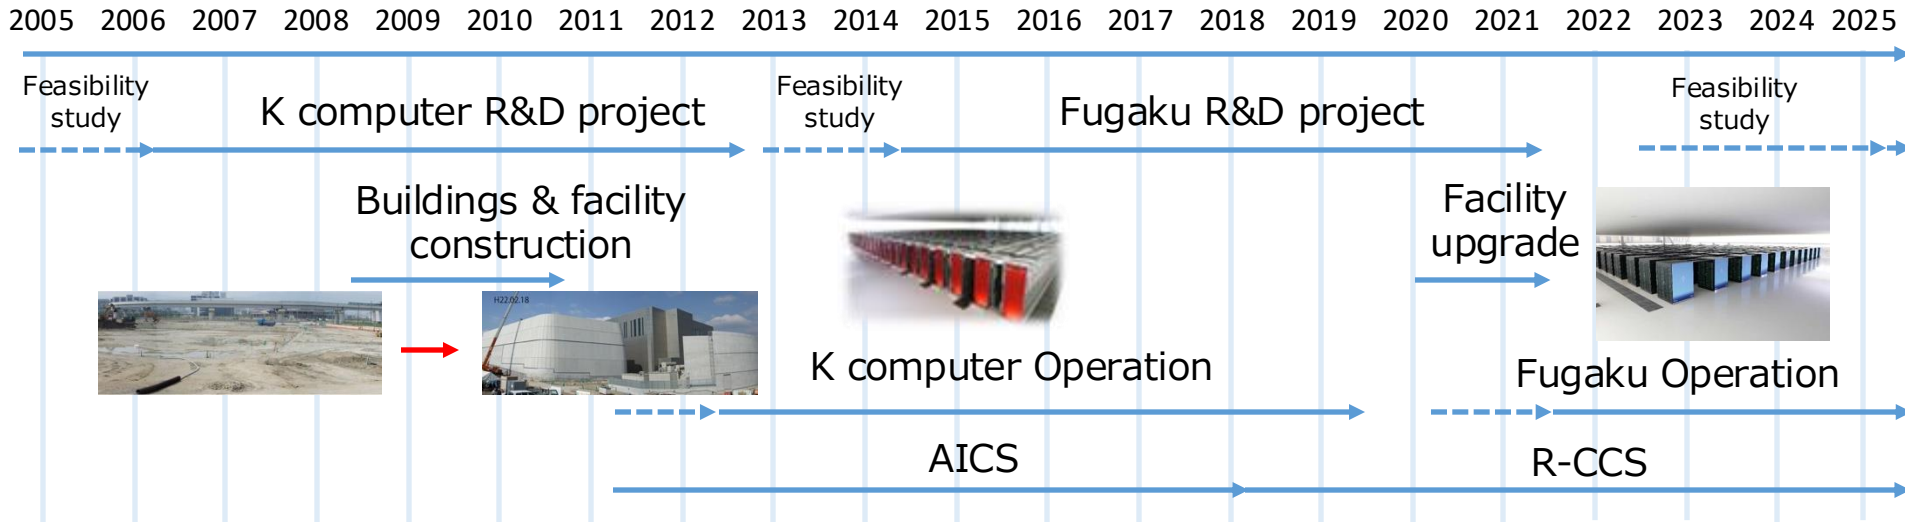 2005 2006 2007 2008 2009 2010 2011 2012 2013 2014 2015 2016 2017 2018 2019 2020 2021 2022 2023 2024 2025
Feasibility
study
K computer R&D project
Feasibility
study
Fugaku R&D project
Feasibility
study
Buildings & facility
construction
Facility
upgrade
H22.02.18
K computer Operation
Fugaku Operation
AICS
R-CCS